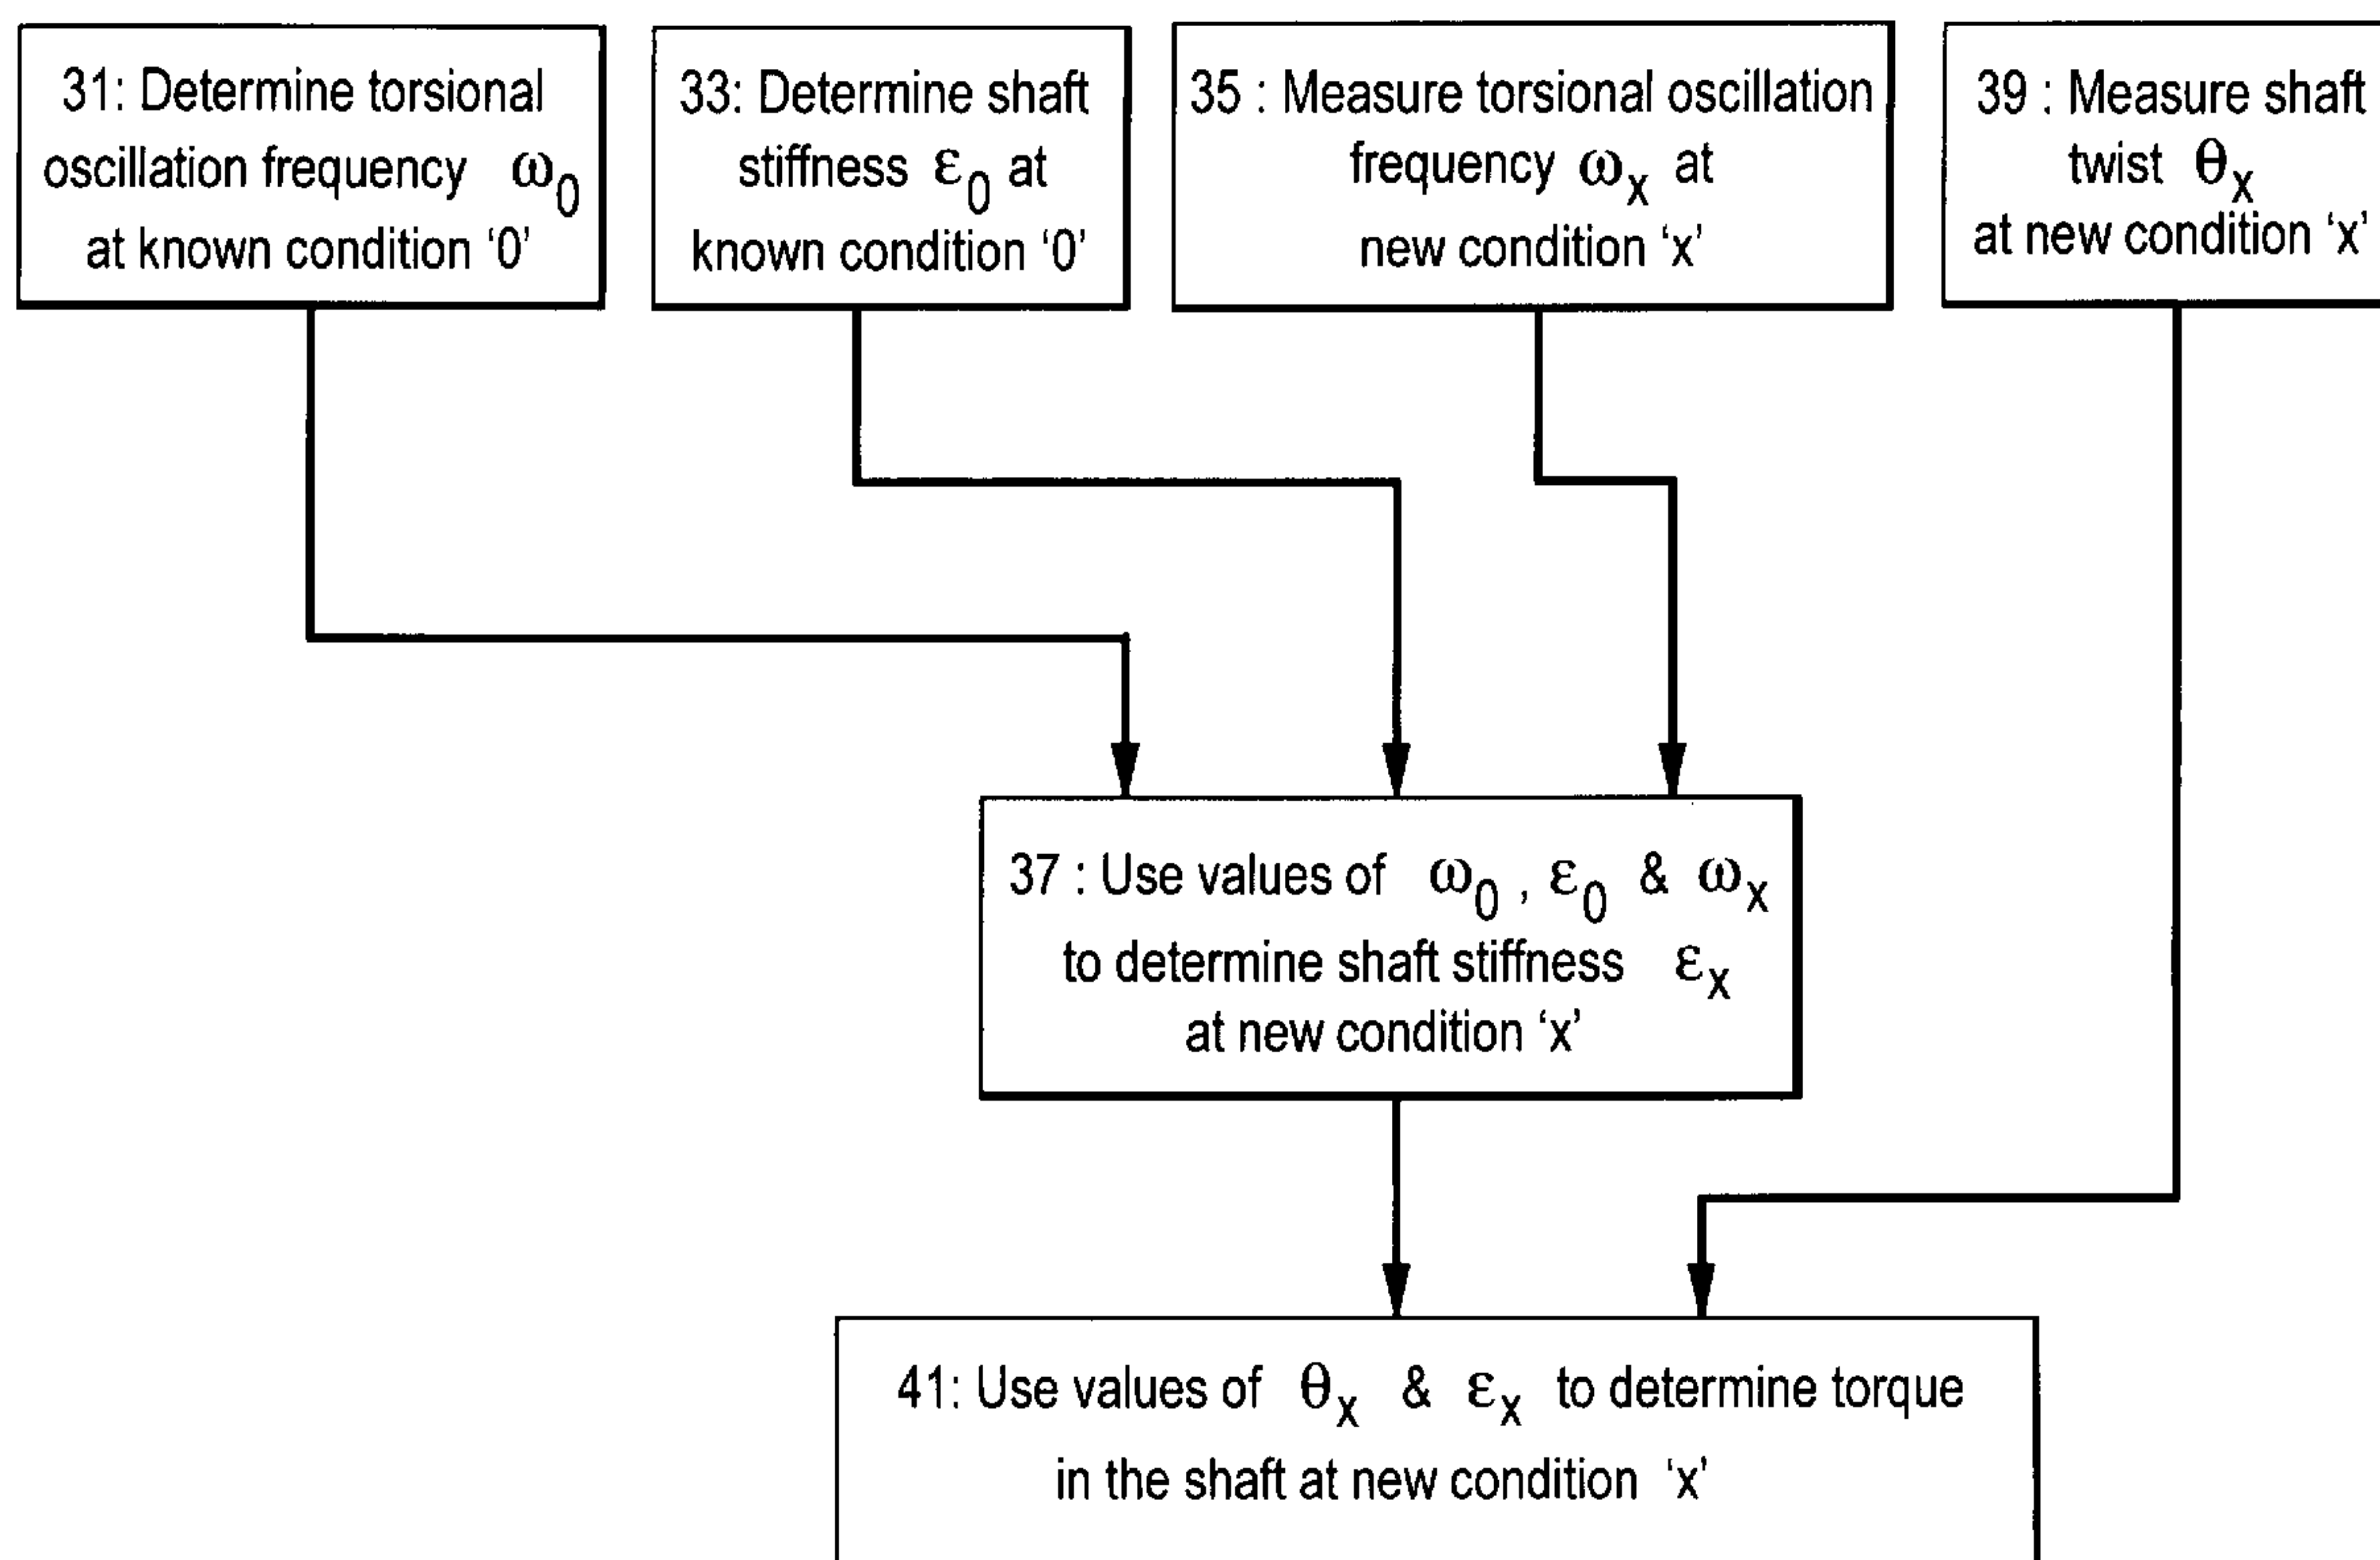 31: Determine torsional
oscillation frequency ω0
at known condition ‘0’
33: Determine shaft
stiffness ε0 at
known condition ‘0’
35 : Measure torsional oscillation
frequency ωx at
new condition ‘x’
39 : Measure shaft
twist θx
at new condition ‘x’
37 : Use values of ω0 , ε0 & ωx
to determine shaft stiffness εx
at new condition ‘x’
41: Use values of θx & εx to determine torque
in the shaft at new condition ‘x’